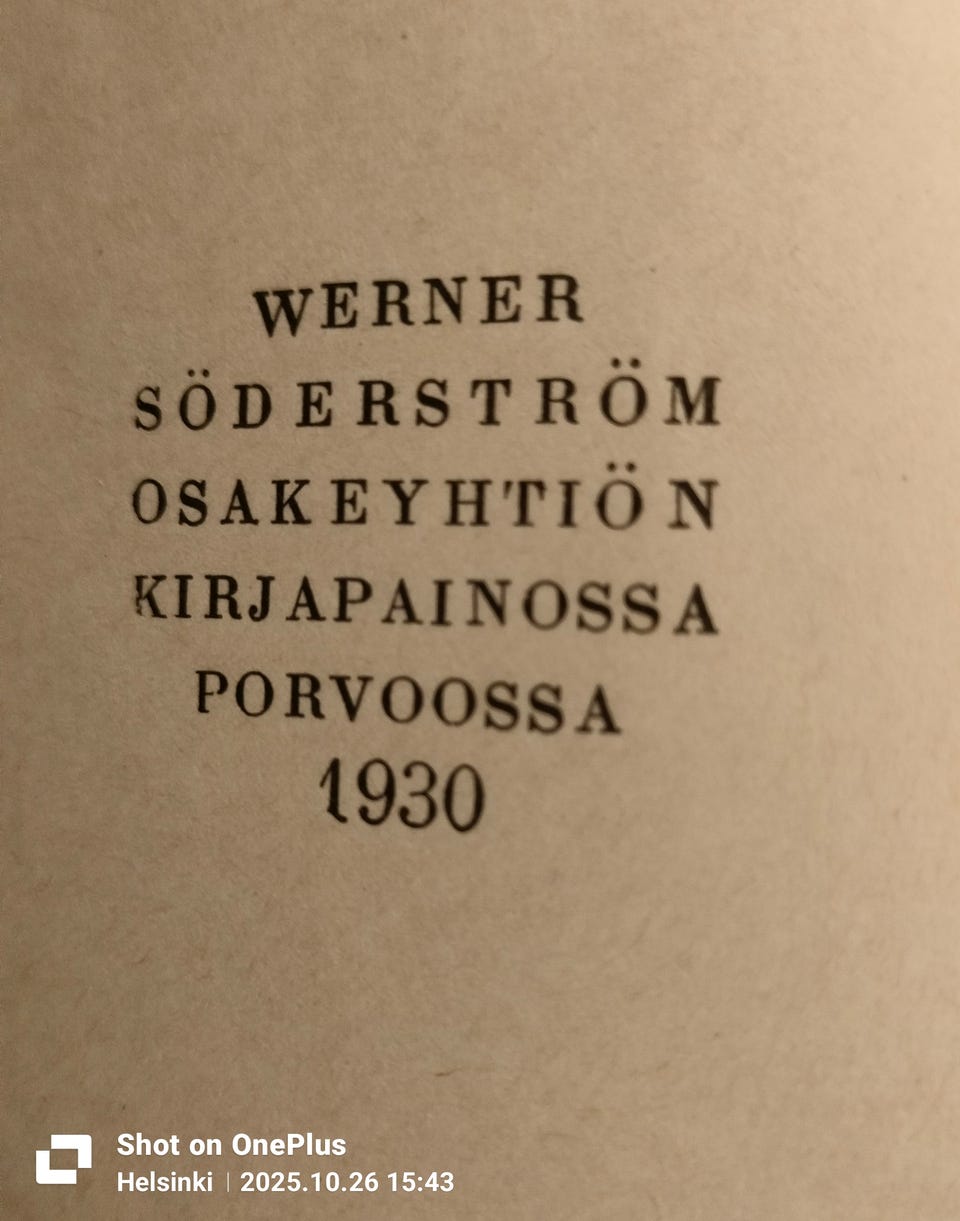 WERNER
SÖDERSTRÖM
OSAKEYHTIÖN
KIRJAPAINOSSA
PORVOOSSA
1930
Shot on OnePlus
Helsinki | 2025.10.26 15:43